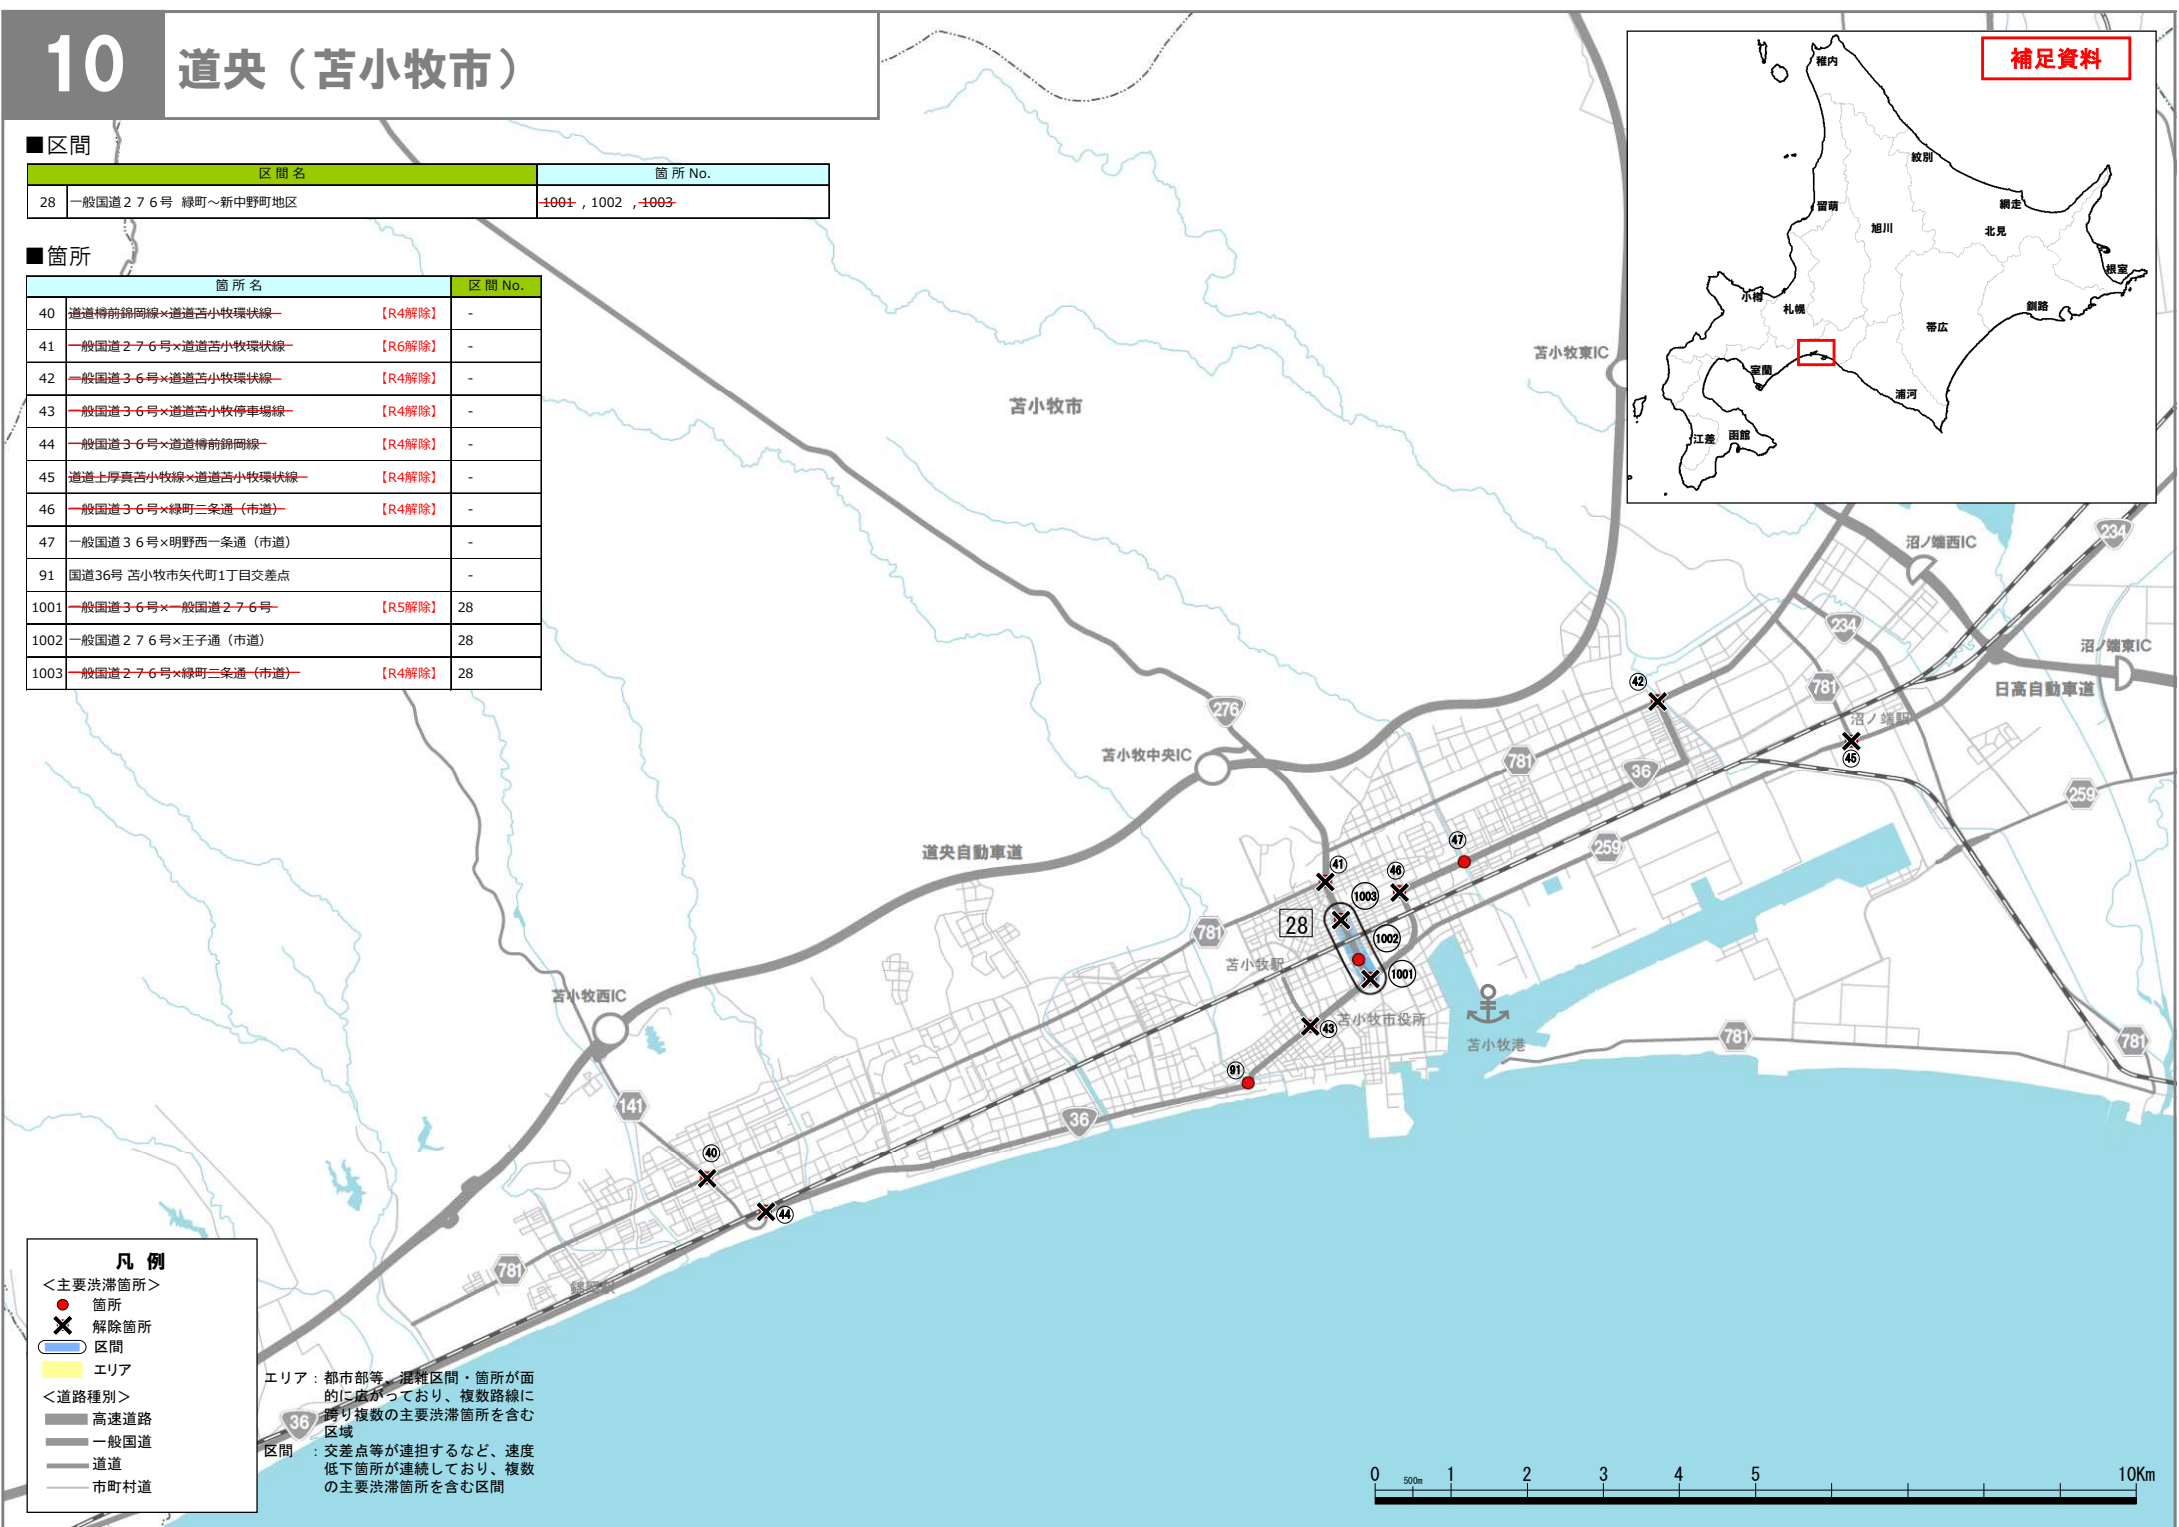 10 道央（苫小牧市）
補足資料
■区間
区間名 箇所No.
28 一般国道２７６号 緑町～新中野町地区 1001 , 1002 ,1003
■箇所
箇所名 区間No.
40 道道樽前錦岡線×道道苫小牧環状線 【R4解除】 -
41 一般国道２７６号×道道苫小牧環状線 【R6解除】 -
42 一般国道３６号×道道苫小牧環状線 【R4解除】 -
43 一般国道３６号×道道苫小牧停車場線 【R4解除】 -
44 一般国道３６号×道道樽前錦岡線 【R4解除】 -
45 道道上厚真苫小牧線×道道苫小牧環状線 【R4解除】 -
46 一般国道３６号×緑町三条通（市道） 【R4解除】 -
47 一般国道３６号×明野西一条通（市道） -
91 国道36号 苫小牧市矢代町1丁目交差点 -
1001 一般国道３６号×一般国道２７６号 【R5解除】 28
1002 一般国道２７６号×王子通（市道） 28
1003 一般国道２７６号×緑町三条通（市道） 【R4解除】 28
稚内
紋別
留萌
網走
旭川
北見
根室
小樽
札幌
釧路
帯広
室蘭
浦河
江差
函館
苫小牧東IC
苫小牧市
沼ノ端西IC
234
234
沼ノ端東IC
42
781
日高自動車道
276
沼ノ端駅
苫小牧中央IC
781
36
45
259
47
259
道央自動車道
41
46
1003
28
781
1002
苫小牧駅
1001
苫小牧西IC
43
苫小牧市役所
苫小牧港
781
781
91
141
36
40
44
781
錦岡駅
36
凡 例
＜主要渋滞箇所＞
箇所
解除箇所
区間
エリア
＜道路種別＞
高速道路
一般国道
道道
市町村道
エリア：都市部等、混雑区間・箇所が面
的に広がっており、複数路線に
跨り複数の主要渋滞箇所を含む
区域
区間 ：交差点等が連担するなど、速度
低下箇所が連続しており、複数
の主要渋滞箇所を含む区間
0 500m 1 2 3 4 5 10Km